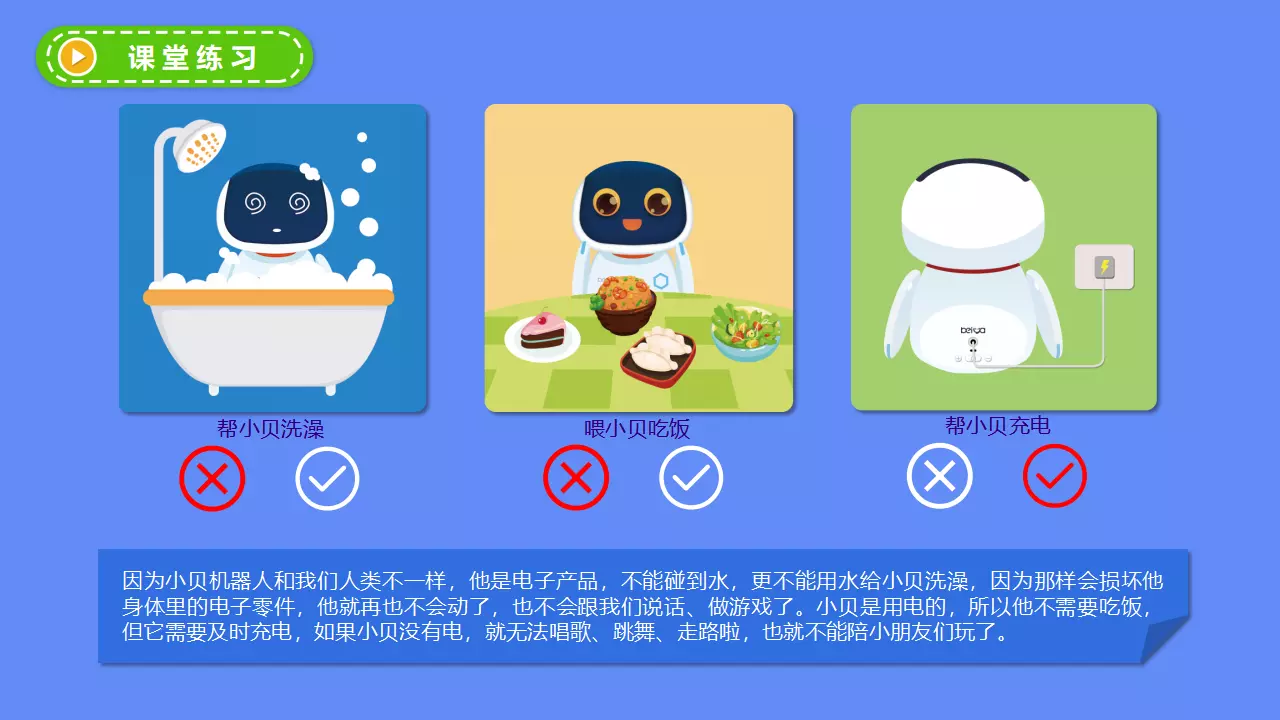 课堂练习
beiya
帮小贝洗澡
喂小贝吃饭
帮小贝充电
因为小贝机器人和我们人类不一样，他是电子产品，不能碰到水，更不能用水给小贝洗澡，因为那样会损坏他
身体里的电子零件，他就再也不会动了，也不会跟我们说话、做游戏了。小贝是用电的，所以他不需要吃饭，
但它需要及时充电，如果小贝没有电，就无法唱歌、跳舞、走路啦，也就不能陪小朋友们玩了。